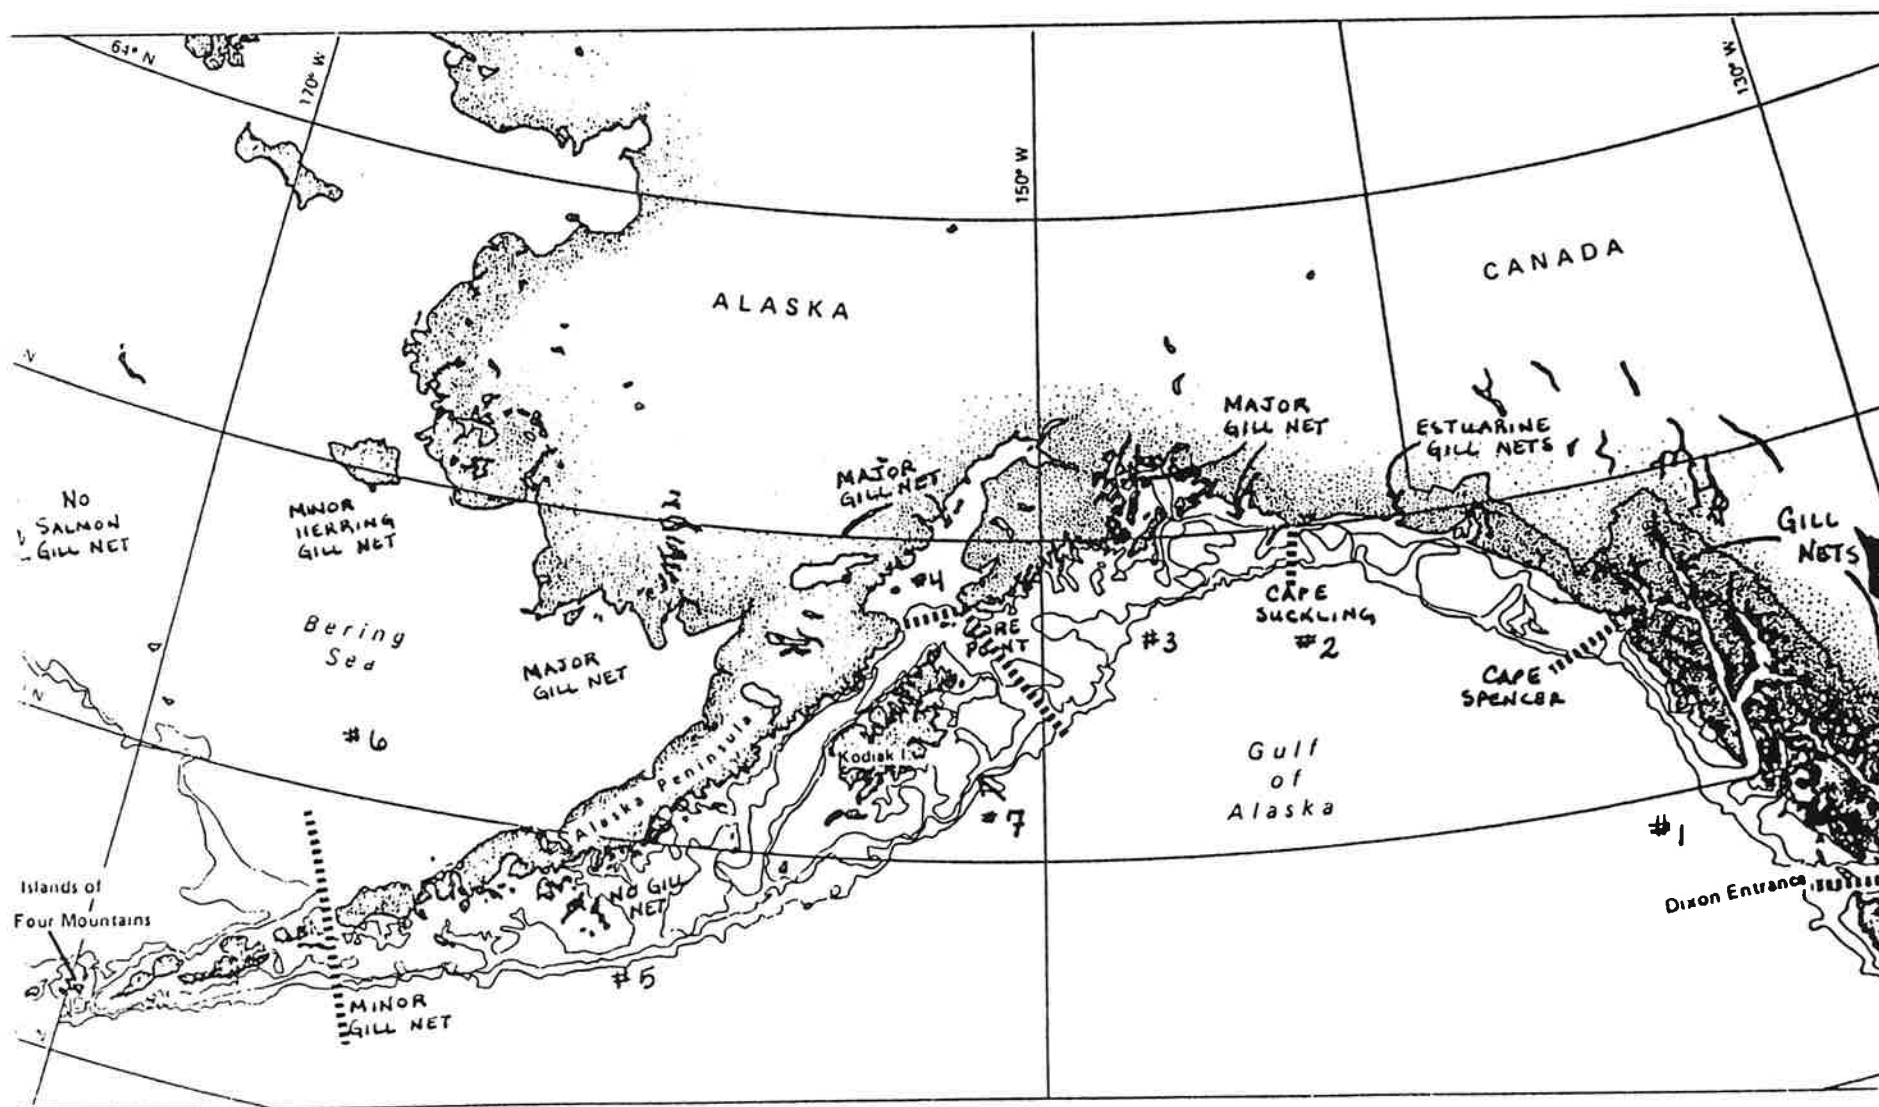 64° N
170° W
150° W
130° W
ALASKA
CANADA
N
MAJOR
GILL NET
ESTUARINE
GILL NETS
MAJOR
GILL NET
NO
SALMON
GILL NET
MINOR
HERRING
GILL NET
GILL
NETS
#4
CAPE
SUCKLING
#2
#3
Bering
Sea
MAJOR
GILL NET
GORE
POINT
CAPE
SPENCER
N
#6
Alaska Peninsula
Kodiak I.
Gulf
of
Alaska
#7
#1
Islands of
Four Mountains
NO GILL
NET
Dixon Entrance
#5
MINOR
GILL NET